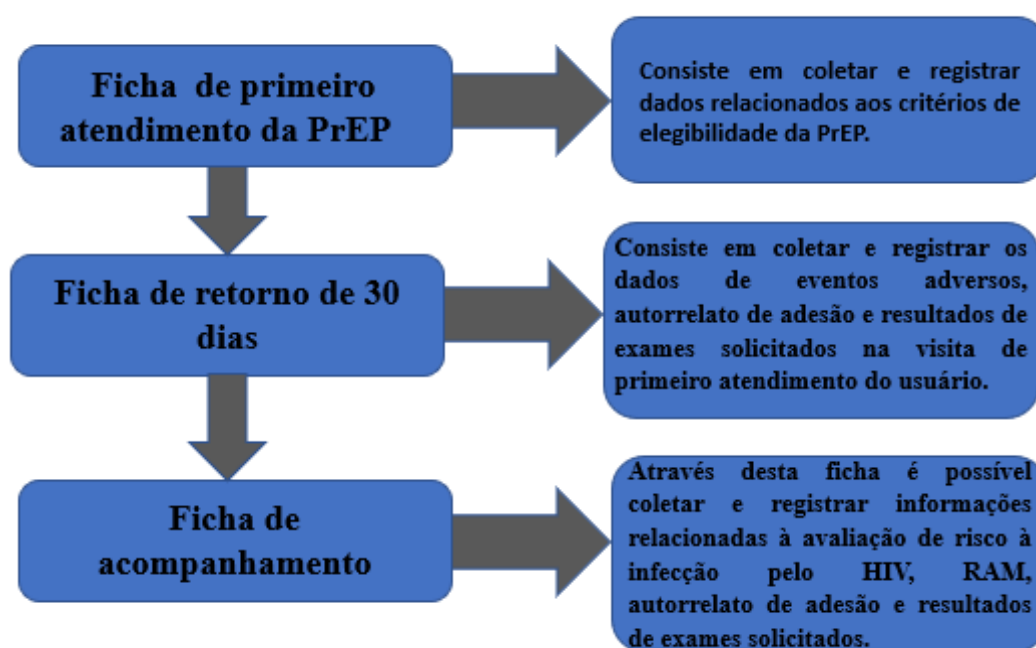 Ficha de primeiro
atendimento da PrEP
Consiste em coletar e registrar
dados relacionados aos critérios de
elegibilidade da PrEP.
Ficha de retorno de 30
dias
Consiste em coletar e registrar os
dados de eventos adversos,
autorrelato de adesão e resultados de
exames solicitados na visita de
primeiro atendimento do usuário.
Ficha de
acompanhamento
Através desta ficha é possível
coletar e registrar informações
relacionadas à avaliação de risco à
infecção pelo HIV, RAM,
autorrelato de adesão e resultados
de exames solicitados.